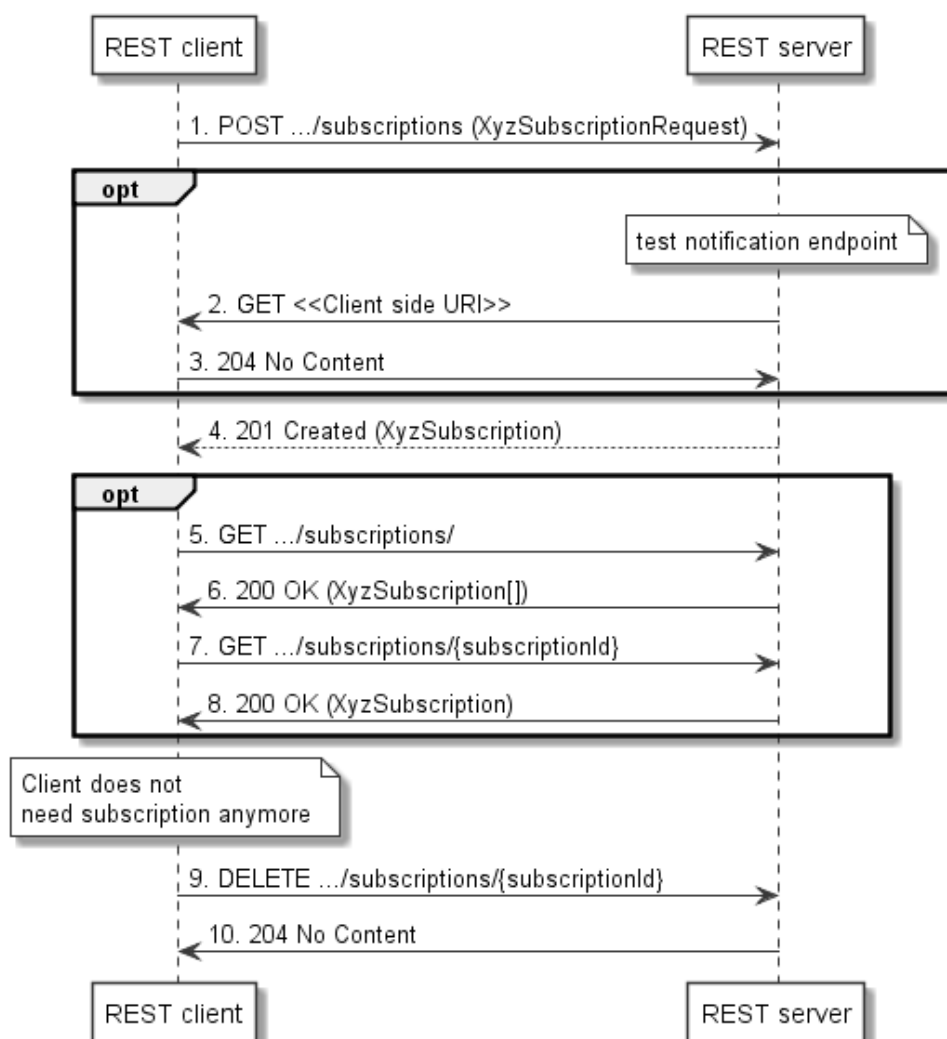 REST client
REST server
1. POST .../subscriptions (XyzSubscriptionRequest)
opt
test notification endpoint
2. GET <<Client side URI>>
3. 204 No Content
4. 201 Created (XyzSubscription)
opt
5. GET .../subscriptions/
6. 200 OK (XyzSubscription[])
7. GET .../subscriptions/{subscriptionId}
8. 200 OK (XyzSubscription)
Client does not
need subscription anymore
9. DELETE .../subscriptions/{subscriptionId}
10. 204 No Content
REST client
REST server